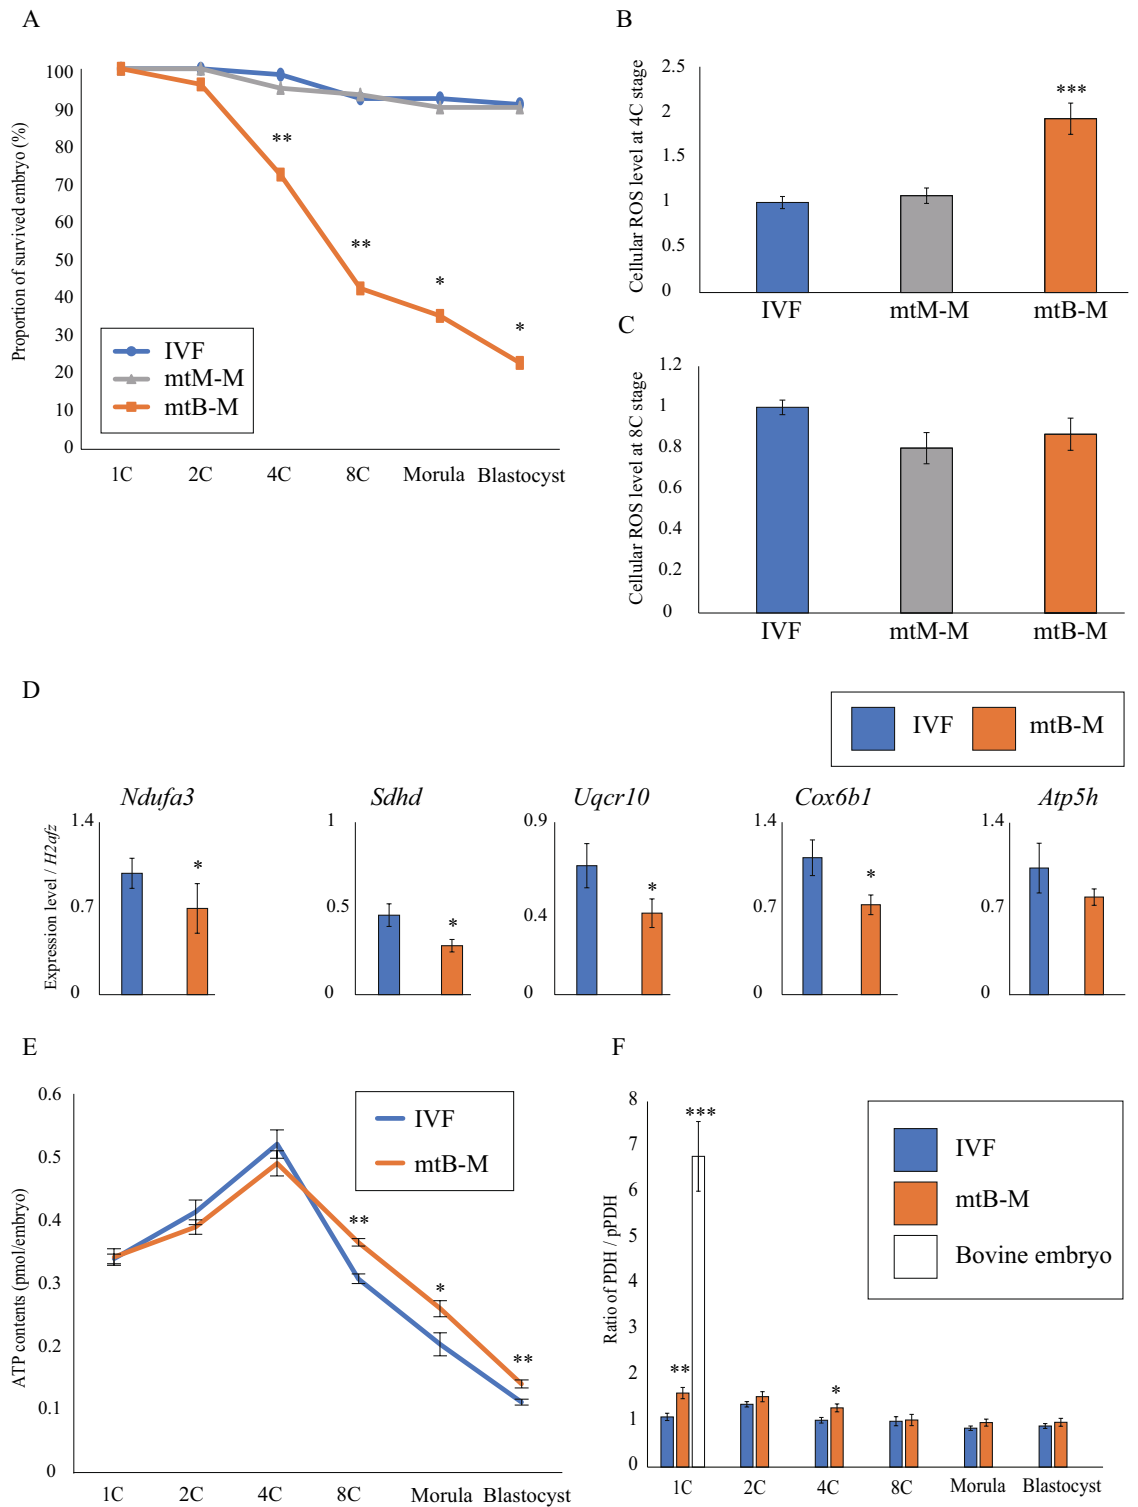 A
Proportion of survived embryo (%)
100
90
80
70
60
50
40
30
20
10
0
**
**
*
*
IVF
mtM-M
mtB-M
1C 2C 4C 8C Morula Blastocyst
B
Cellular ROS level at 4C stage
2.5
2
1.5
1
0.5
0
***
IVF mtM-M mtB-M
C
Cellular ROS level at 8C stage
1.2
1
0.8
0.6
0.4
0.2
0
IVF mtM-M mtB-M
D
IVF mtB-M
Expression level / H2afz
Ndufa3
1.4
0.7
0
*
Sdhd
1
0.5
0
*
Uqcr10
0.9
0.4
0
*
Cox6b1
1.4
0.7
0
*
Atp5h
1.4
0.7
0
E
ATP contents (pmol/embryo)
0.6
0.5
0.4
0.3
0.2
0.1
0
IVF
mtB-M
**
*
**
1C 2C 4C 8C Morula Blastocyst
F
Ratio of PDH / pPDH
8
7
6
5
4
3
2
1
0
***
**
*
IVF
mtB-M
Bovine embryo
1C 2C 4C 8C Morula Blastocyst